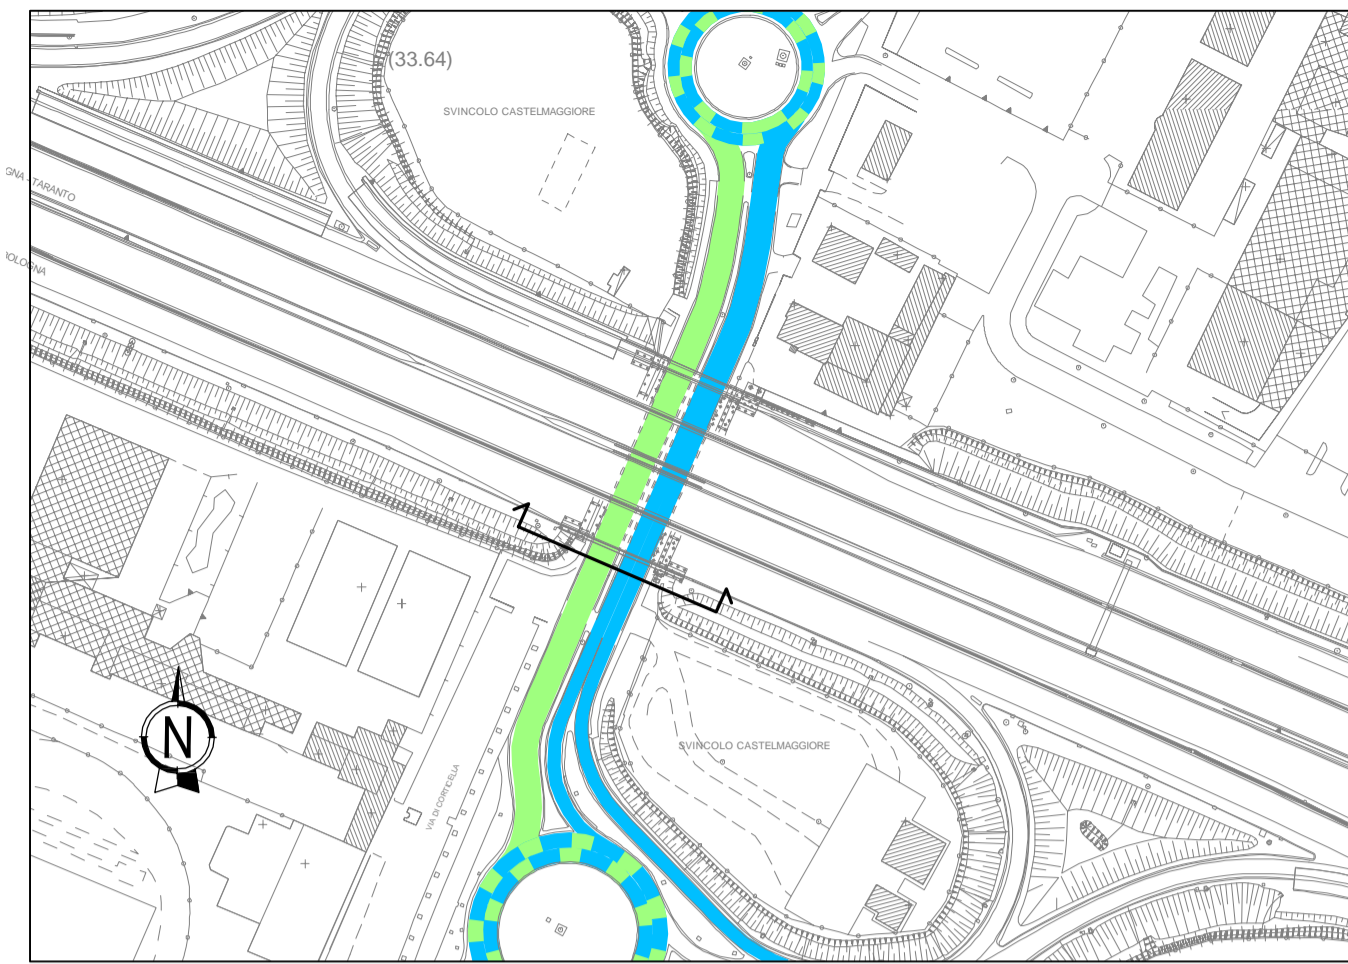 (33.64)
SVINCOLO CASTELMAGGIORE
GNA - TARANTO
OLOGNA
SVINCOLO CASTELMAGGIORE
VIA DI CORTICELLA
N